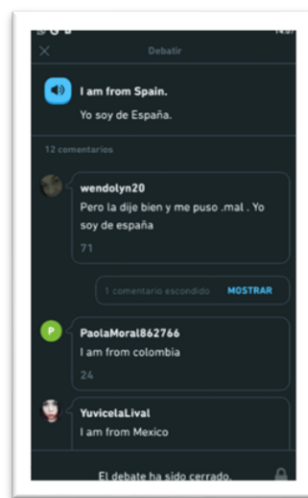 14:07
Debatir
I am from Spain.
Yo soy de España.
12 comentarios
wendolyn20
Pero la dije bien y me puso .mal . Yo
soy de españa
71
1 comentario escondido MOSTRAR
P PaolaMoral862766
I am from colombia
24
YuvicelaLival
I am from Mexico
El debate ha sido cerrado.